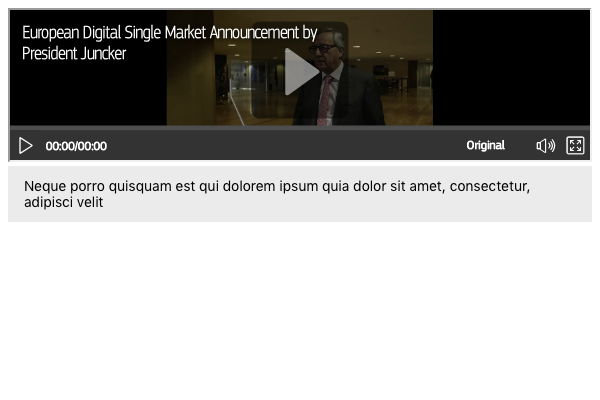 European Digital Single Market Announcement by
President Juncker
00:00/00:00
Original
Neque porro quisquam est qui dolorem ipsum quia dolor sit amet, consectetur,
adipisci velit